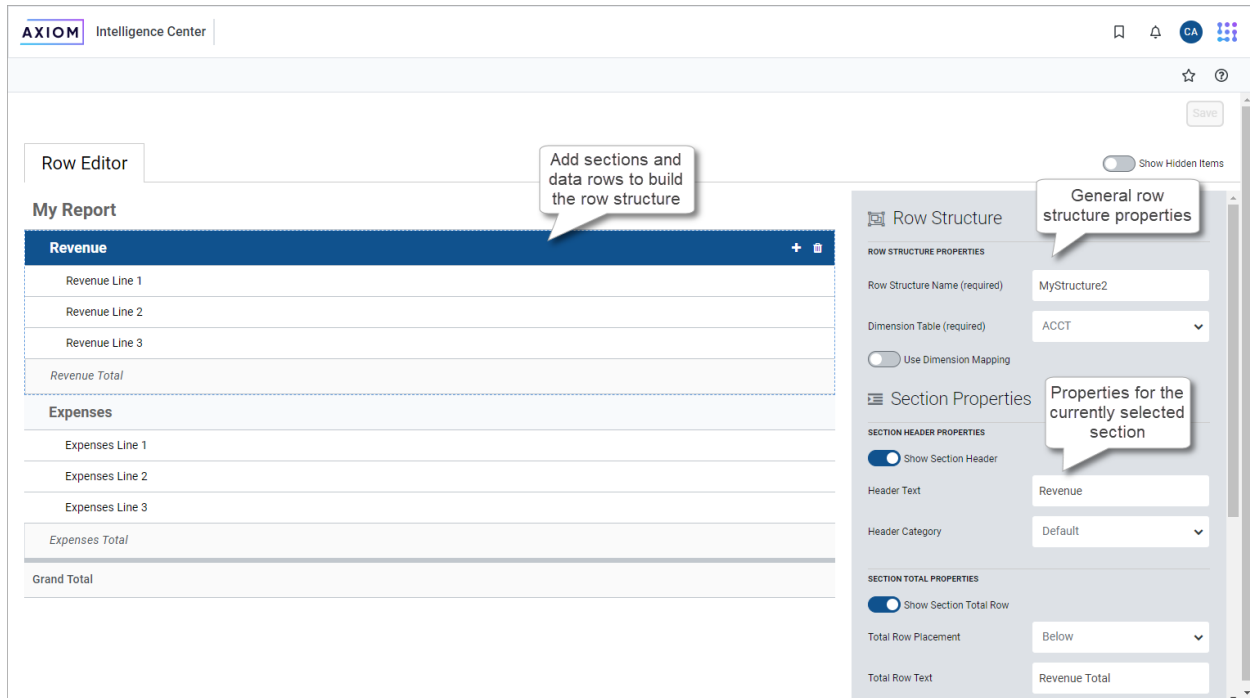 AXIOM Intelligence Center
CA
Save
Row Editor
Show Hidden Items
Add sections and
data rows to build
the row structure
General row
structure properties
My Report
Revenue
Revenue Line 1
Revenue Line 2
Revenue Line 3
Revenue Total
Expenses
Expenses Line 1
Expenses Line 2
Expenses Line 3
Expenses Total
Grand Total
Row Structure
ROW STRUCTURE PROPERTIES
Row Structure Name (required) MyStructure2
Dimension Table (required) ACCT
Use Dimension Mapping
Section Properties
Properties for the
currently selected
section
SECTION HEADER PROPERTIES
Show Section Header
Header Text Revenue
Header Category Default
SECTION TOTAL PROPERTIES
Show Section Total Row
Total Row Placement Below
Total Row Text Revenue Total